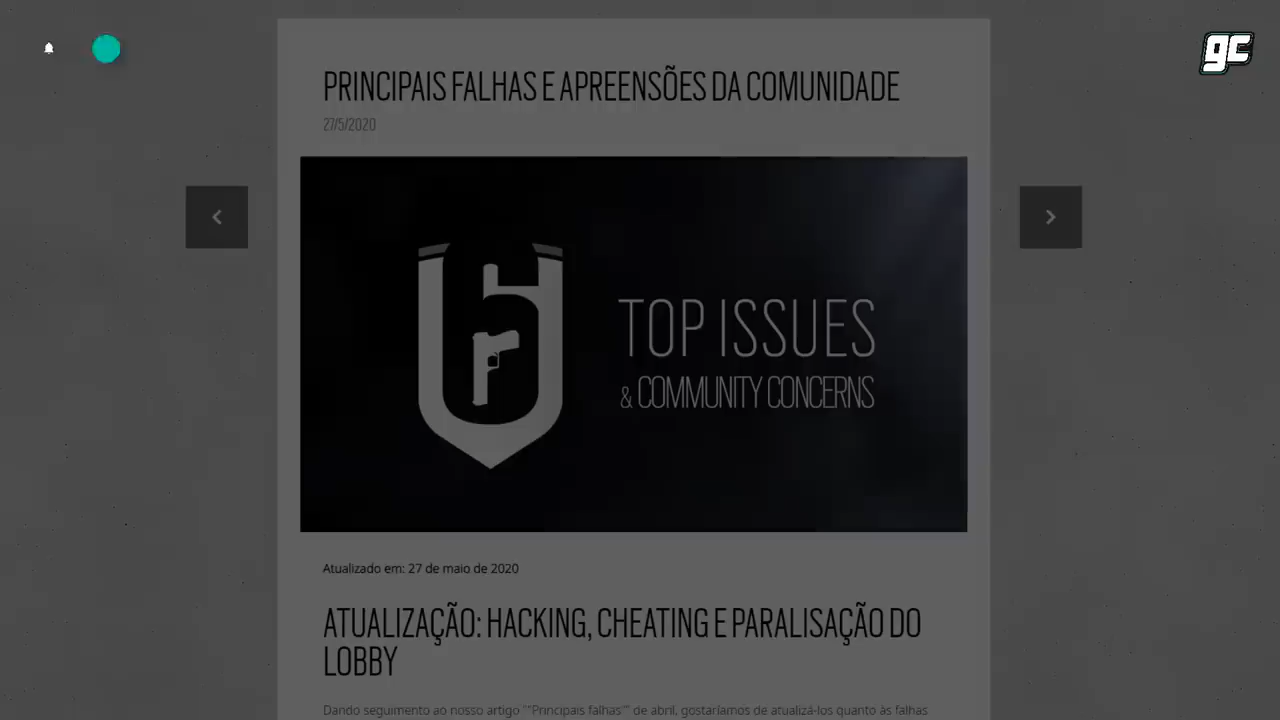 gc
PRINCIPAIS FALHAS E APREENSÕES DA COMUNIDADE
27/5/2020
TOP ISSUES
& COMMUNITY CONCERNS
Atualizado em: 27 de maio de 2020
ATUALIZAÇÃO: HACKING, CHEATING E PARALISAÇÃO DO
LOBBY
Dando seguimento ao nosso artigo ""Principais falhas"" de abril, gostaríamos de atualizá-los quanto às falhas